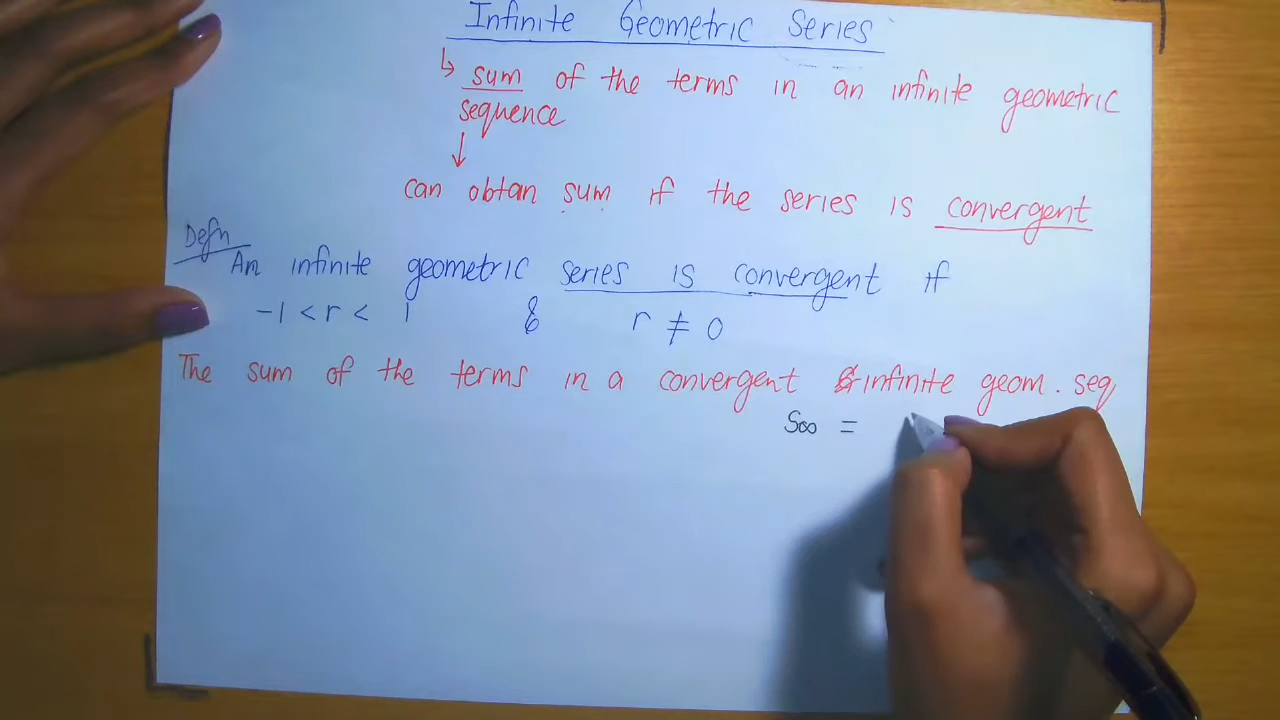 Infinite Geometric Series
↳ sum of the terms in an infinite geometric
sequence
↓
can obtan sum if the series is convergent
Defn
An infinite geometric series is convergent if
-1 < r < 1 & r ≠ 0
The sum of the terms in a convergent infinite geom. seq
S∞ =